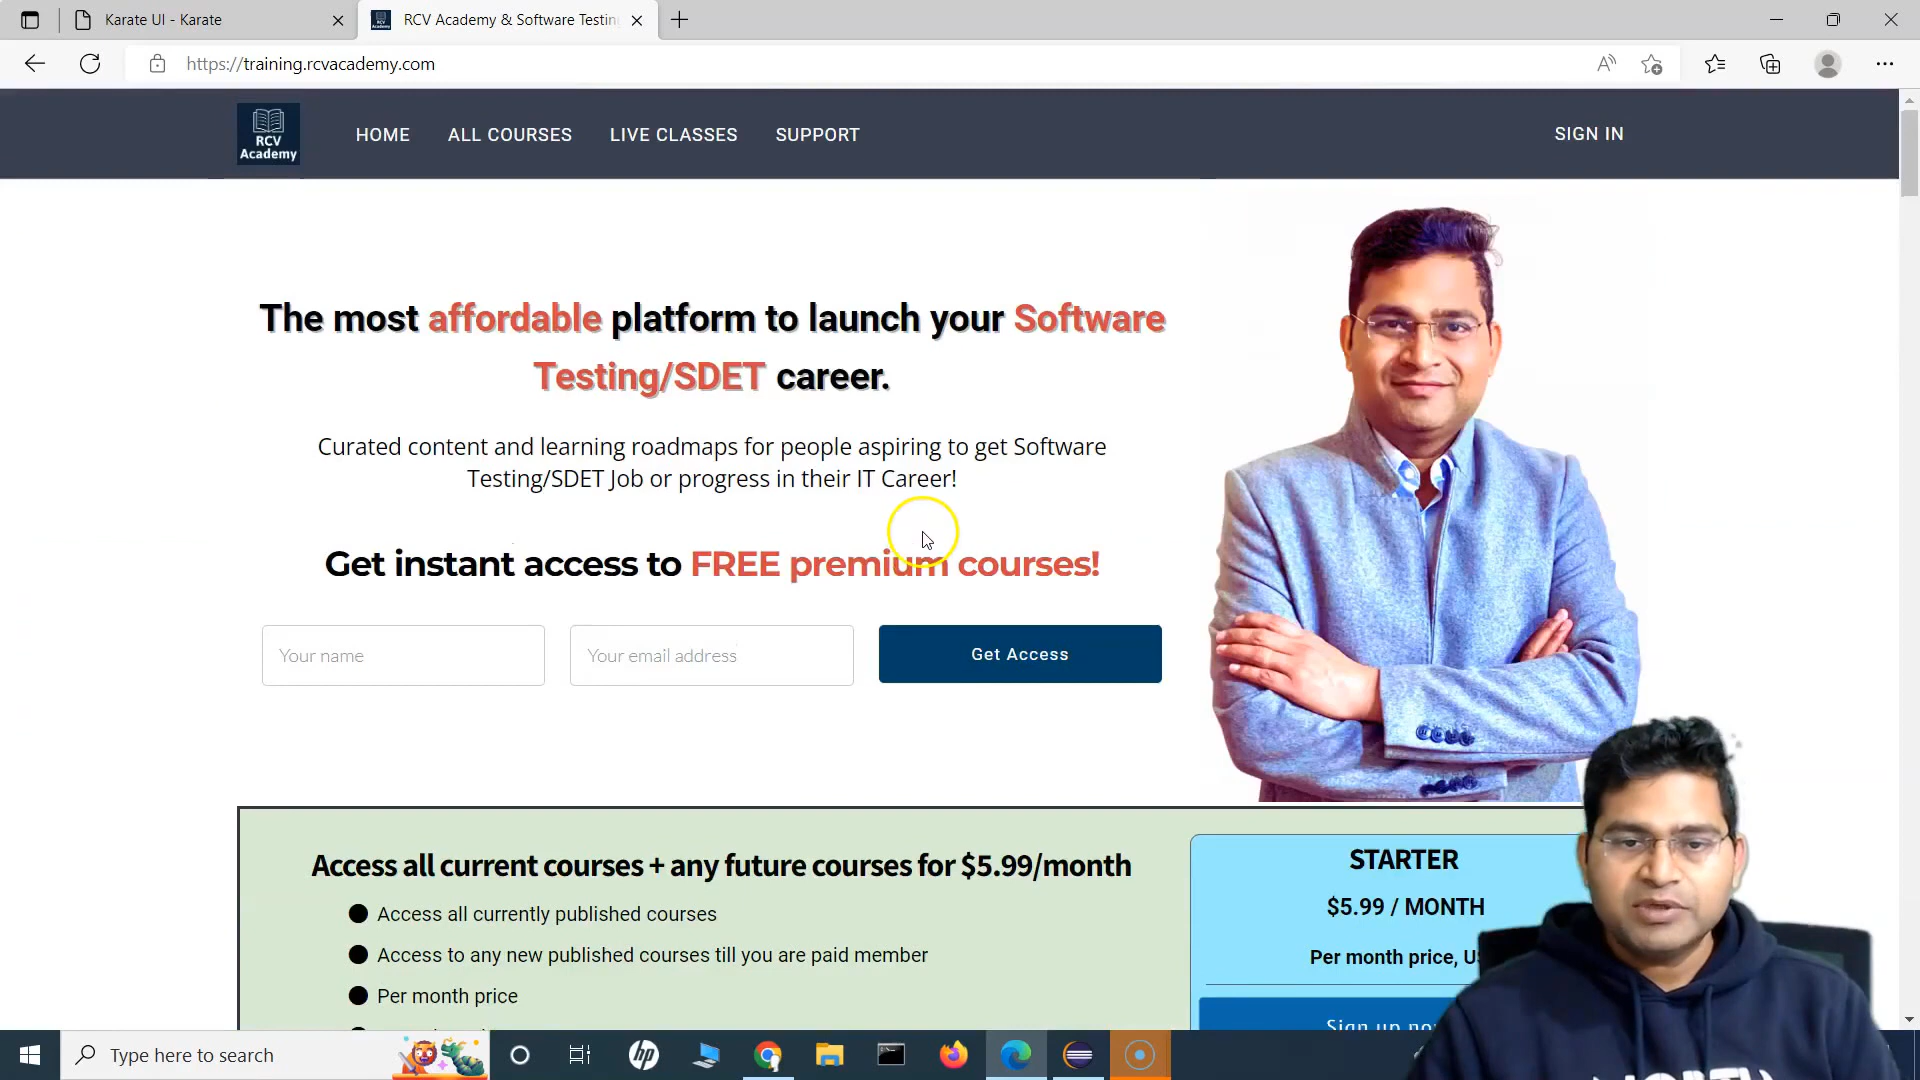 Karate UI - Karate
RCV Academy & Software Testin
https://training.rcvacademy.com
RCV
Academy
HOME
ALL COURSES
LIVE CLASSES
SUPPORT
SIGN IN
The most affordable platform to launch your Software
Testing/SDET career.
Curated content and learning roadmaps for people aspiring to get Software
Testing/SDET Job or progress in their IT Career!
Get instant access to FREE premium courses!
Your name
Your email address
Get Access
Access all current courses + any future courses for $5.99/month
Access all currently published courses
Access to any new published courses till you are paid member
Per month price
STARTER
$5.99 / MONTH
Per month price, U
Sign up no
Type here to search
hp